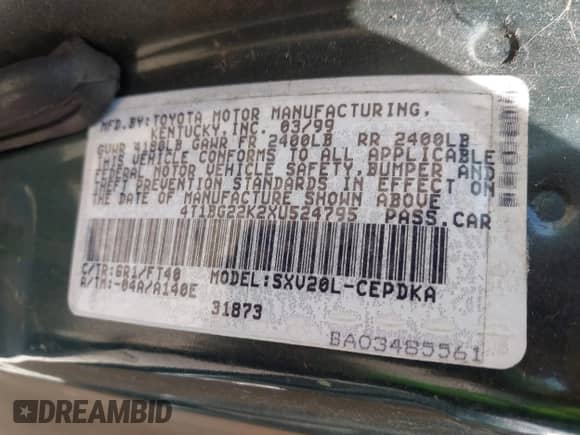 MFD.BY:TOYOTA MOTOR MANUFACTURING,
KENTUCKY,INC. 03/99
GVWR 4180LB GAWR FR 2400LB RR 2400LB
THIS VEHICLE CONFORMS TO ALL APPLICABLE
FEDERAL MOTOR VEHICLE SAFETY,BUMPER,AND
THEFT PREVENTION STANDARDS IN EFFECT ON
THE DATE OF MANUFACTURE SHOWN ABOVE
4T1BG22K2XU524795 PASS.CAR
C/TR:6R1/FT40 MODEL:SXV20L-CEPDKA
A/TM:-04A/A140E
31873
BA03485561
DREAMBID